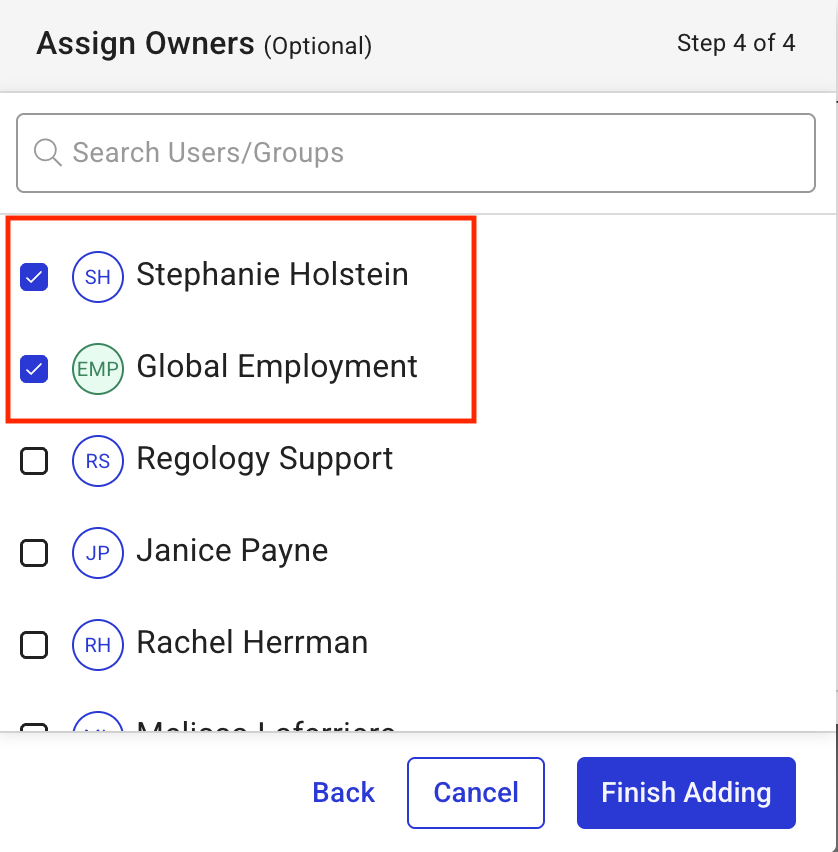 Assign Owners (Optional) Step 4 of 4
Search Users/Groups
SH Stephanie Holstein
EMP Global Employment
RS Regology Support
JP Janice Payne
RH Rachel Herrman
Back Cancel Finish Adding